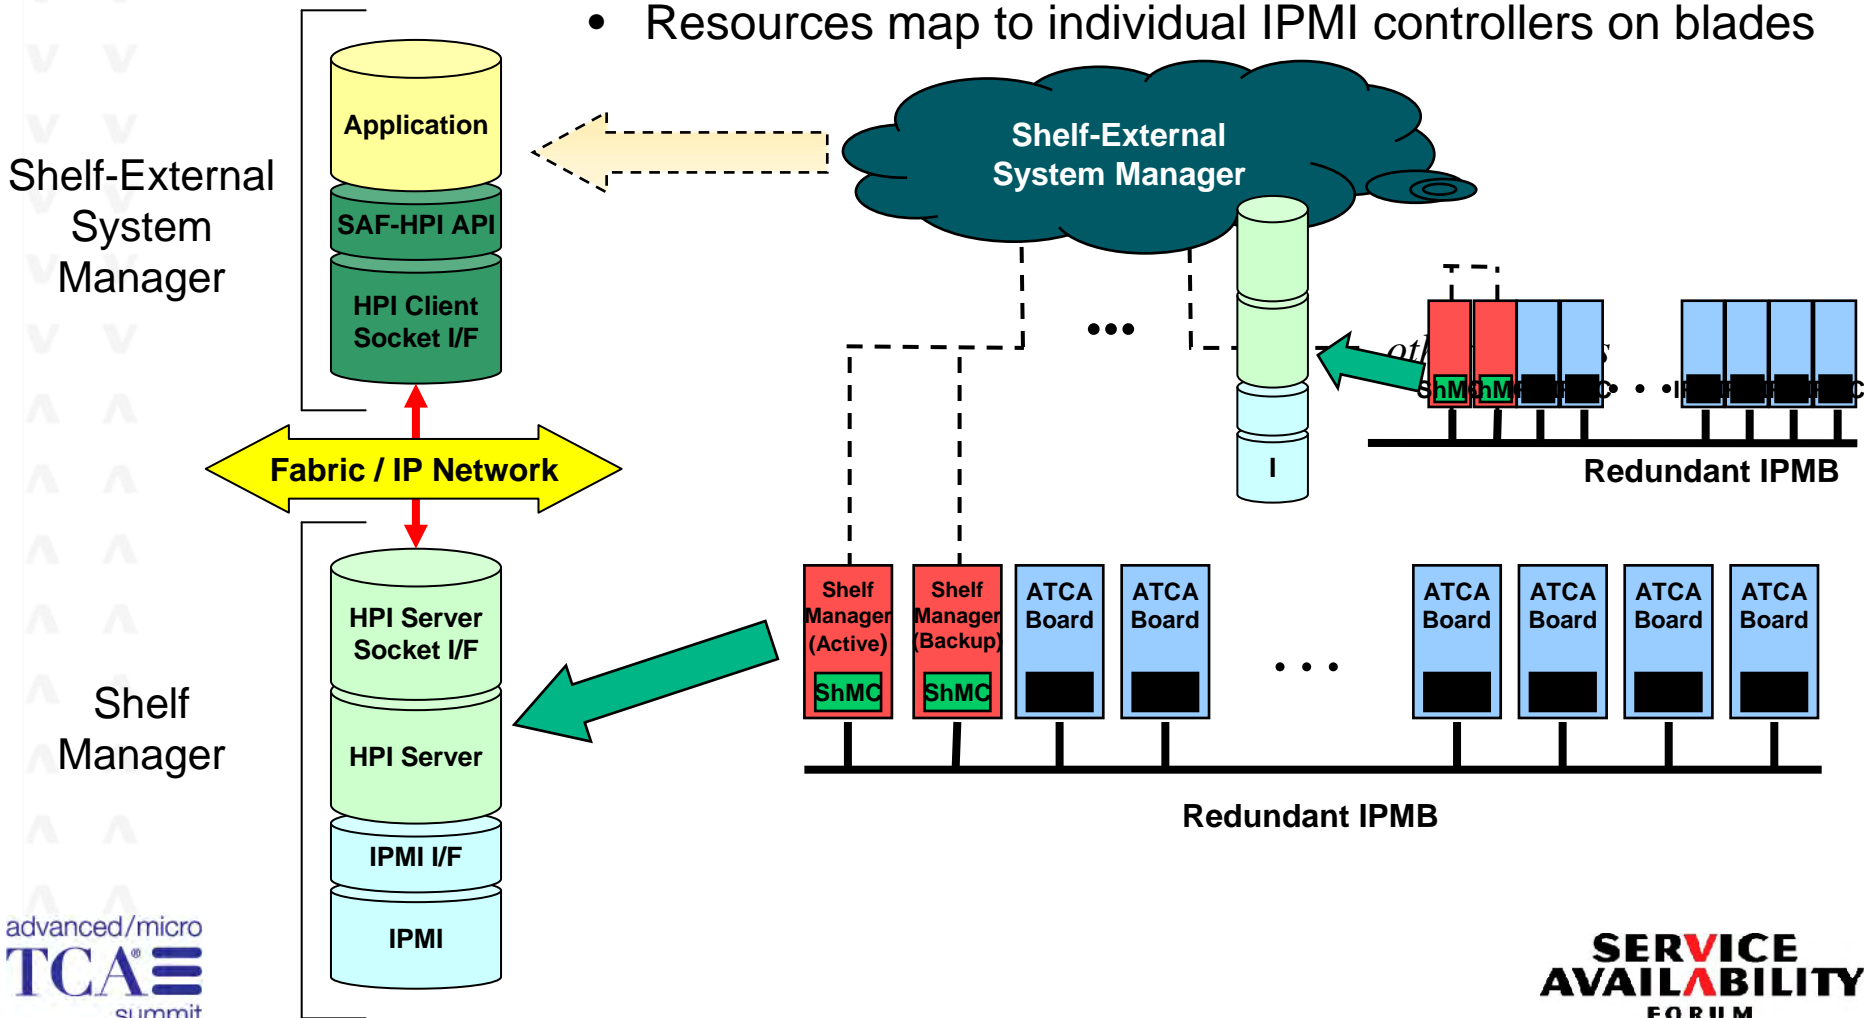 • Resources map to individual IPMI controllers on blades
Shelf-External
System
Manager
Application
SAF-HPI API
HPI Client
Socket I/F
Fabric / IP Network
Shelf
Manager
HPI Server
Socket I/F
HPI Server
IPMI I/F
IPMI
Shelf-External
System Manager
•••
I
ShMC
Redundant IPMB
Shelf
Manager
(Active)
ShMC
Shelf
Manager
(Backup)
ShMC
ATCA
Board
ATCA
Board
• • •
ATCA
Board
ATCA
Board
ATCA
Board
ATCA
Board
Redundant IPMB
advanced/micro
TCA®
summit
SERVICE
AVAILABILITY
FORUM